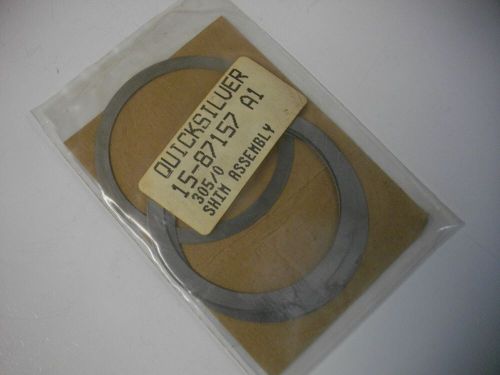 QUICKSILVER
15-87157 A1
305/0
SHIM ASSEMBLY